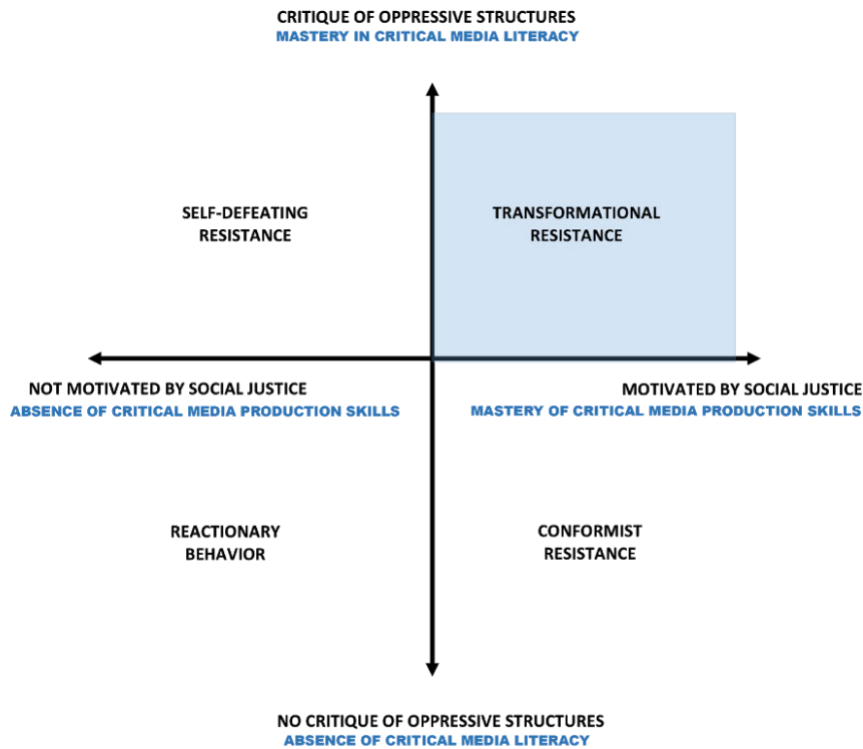 CRITIQUE OF OPPRESSIVE STRUCTURES
MASTERY IN CRITICAL MEDIA LITERACY
SELF-DEFEATING
RESISTANCE
TRANSFORMATIONAL
RESISTANCE
NOT MOTIVATED BY SOCIAL JUSTICE
ABSENCE OF CRITICAL MEDIA PRODUCTION SKILLS
MOTIVATED BY SOCIAL JUSTICE
MASTERY OF CRITICAL MEDIA PRODUCTION SKILLS
REACTIONARY
BEHAVIOR
CONFORMIST
RESISTANCE
NO CRITIQUE OF OPPRESSIVE STRUCTURES
ABSENCE OF CRITICAL MEDIA LITERACY